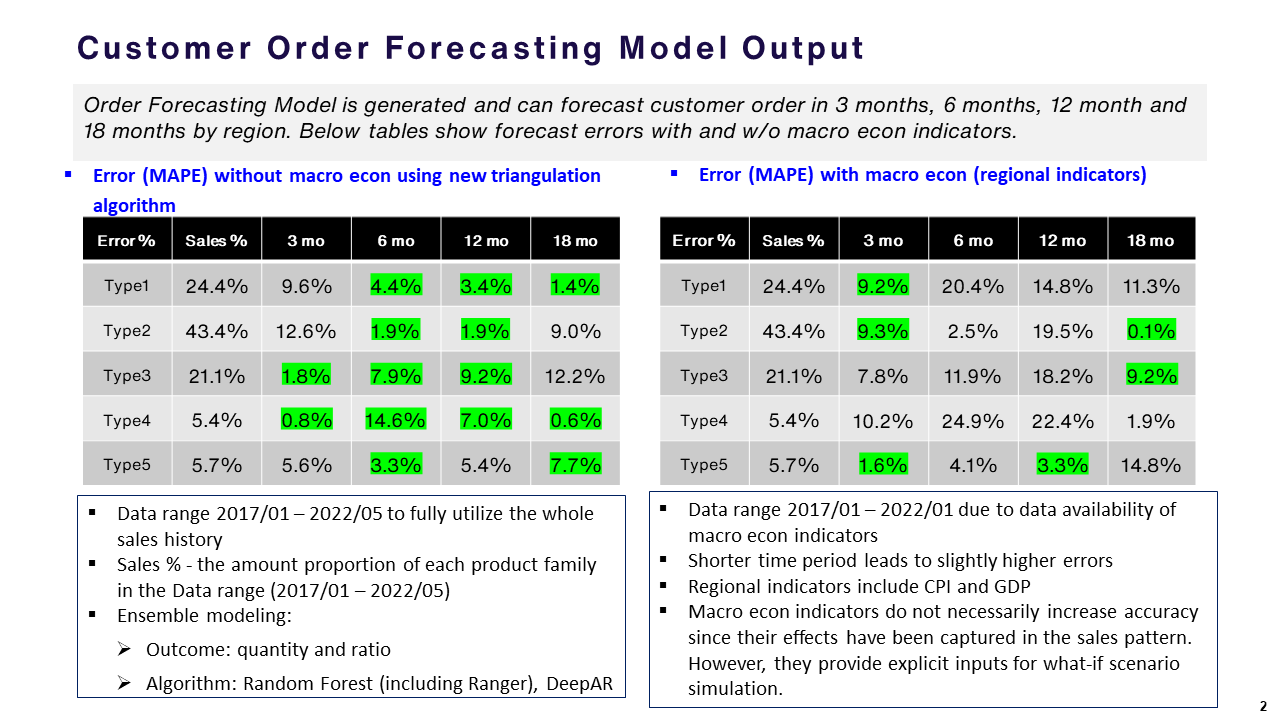 Customer Order Forecasting Model Output
Order Forecasting Model is generated and can forecast customer order in 3 months, 6 months, 12 month and
18 months by region. Below tables show forecast errors with and w/o macro econ indicators.
▪ Error (MAPE) without macro econ using new triangulation
algorithm
Error % Sales % 3 mo 6 mo 12 mo 18 mo
Type1 24.4% 9.6% 4.4% 3.4% 1.4%
Type2 43.4% 12.6% 1.9% 1.9% 9.0%
Type3 21.1% 1.8% 7.9% 9.2% 12.2%
Type4 5.4% 0.8% 14.6% 7.0% 0.6%
Type5 5.7% 5.6% 3.3% 5.4% 7.7%
▪ Data range 2017/01 – 2022/05 to fully utilize the whole
sales history
▪ Sales % - the amount proportion of each product family
in the Data range (2017/01 – 2022/05)
▪ Ensemble modeling:
➢ Outcome: quantity and ratio
➢ Algorithm: Random Forest (including Ranger), DeepAR
▪ Error (MAPE) with macro econ (regional indicators)
Error % Sales % 3 mo 6 mo 12 mo 18 mo
Type1 24.4% 9.2% 20.4% 14.8% 11.3%
Type2 43.4% 9.3% 2.5% 19.5% 0.1%
Type3 21.1% 7.8% 11.9% 18.2% 9.2%
Type4 5.4% 10.2% 24.9% 22.4% 1.9%
Type5 5.7% 1.6% 4.1% 3.3% 14.8%
▪ Data range 2017/01 – 2022/01 due to data availability of
macro econ indicators
▪ Shorter time period leads to slightly higher errors
▪ Regional indicators include CPI and GDP
▪ Macro econ indicators do not necessarily increase accuracy
since their effects have been captured in the sales pattern.
However, they provide explicit inputs for what-if scenario
simulation.
2